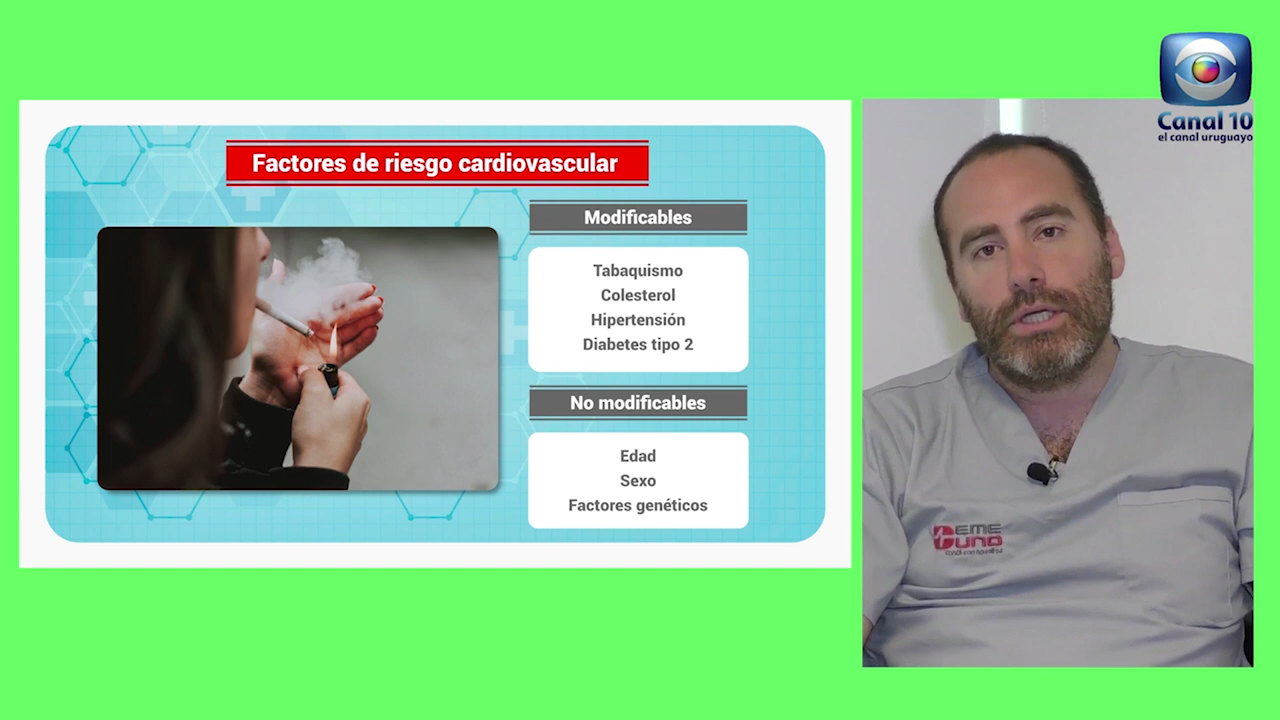 Factores de riesgo cardiovascular
Modificables
Tabaquismo
Colesterol
Hipertensión
Diabetes tipo 2
No modificables
Edad
Sexo
Factores genéticos
Canal 10
el canal uruguayo
EME
UNO